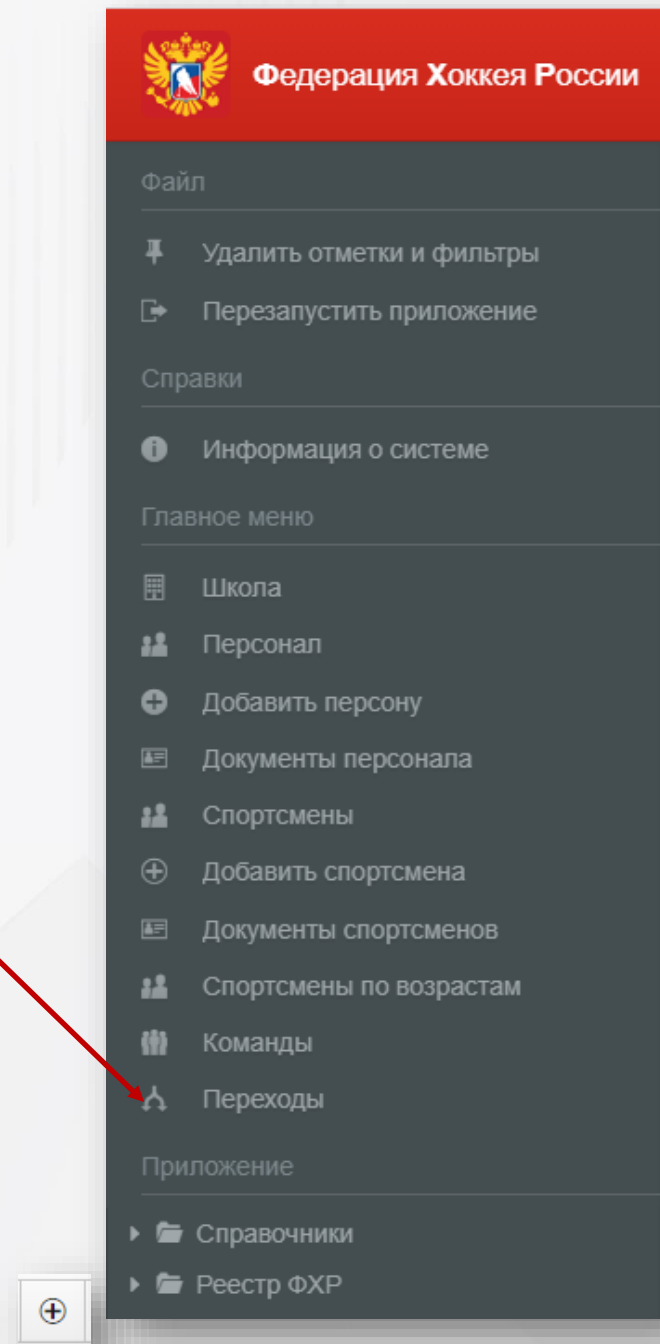 Федерация Хоккея России
Файл
Удалить отметки и фильтры
Перезапустить приложение
Справки
Информация о системе
Главное меню
Школа
Персонал
Добавить персону
Документы персонала
Спортсмены
Добавить спортсмена
Документы спортсменов
Спортсмены по возрастам
Команды
Переходы
Приложение
Справочники
Реестр ФХР